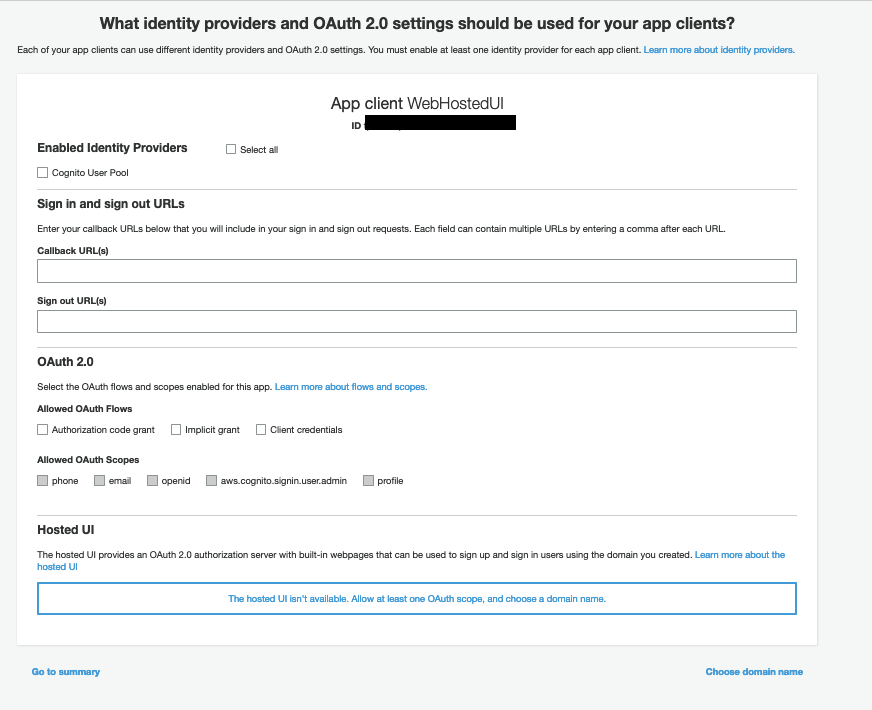 What identity providers and OAuth 2.0 settings should be used for your app clients?
Each of your app clients can use different identity providers and OAuth 2.0 settings. You must enable at least one identity provider for each app client. Learn more about identity providers.
App client WebHostedUI
ID
Enabled Identity Providers
Select all
Cognito User Pool
Sign in and sign out URLs
Enter your callback URLs below that you will include in your sign in and sign out requests. Each field can contain multiple URLs by entering a comma after each URL.
Callback URL(s)
Sign out URL(s)
OAuth 2.0
Select the OAuth flows and scopes enabled for this app. Learn more about flows and scopes.
Allowed OAuth Flows
Authorization code grant Implicit grant Client credentials
Allowed OAuth Scopes
phone email openid aws.cognito.signin.user.admin profile
Hosted UI
The hosted UI provides an OAuth 2.0 authorization server with built-in webpages that can be used to sign up and sign in users using the domain you created. Learn more about the
hosted UI
The hosted UI isn't available. Allow at least one OAuth scope, and choose a domain name.
Go to summary
Choose domain name